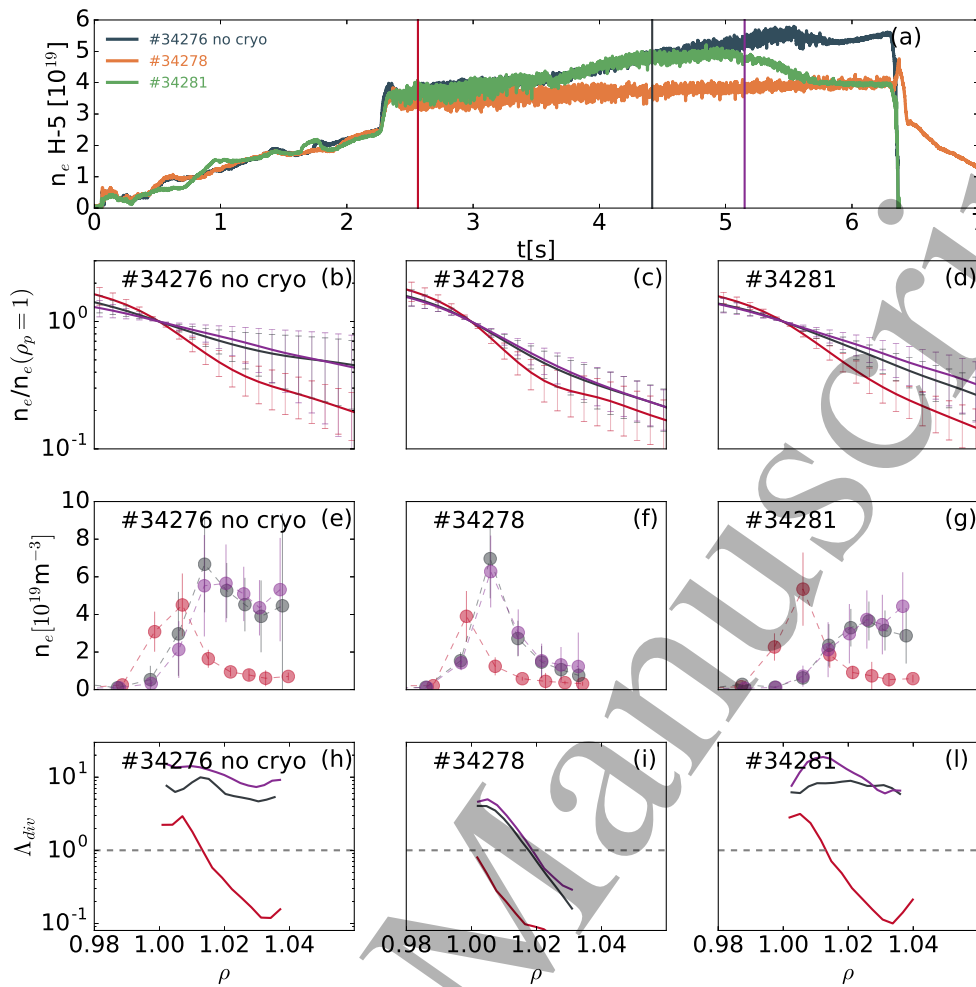 n_e H-5 [10^19]
6
5
4
3
2
1
0
#34276 no cryo
#34278
#34281
(a)
0 1 2 3 4 5 6 7
t[s]
n_e/n_e(ρ_p = 1)
10^0
10^-1
#34276 no cryo (b)
#34278 (c)
#34281 (d)
n_e[10^19 m^-3]
10
8
6
4
2
0
#34276 no cryo (e)
#34278 (f)
#34281 (g)
Λ_div
10^1
10^0
10^-1
#34276 no cryo (h)
#34278 (i)
#34281 (l)
0.98 1.00 1.02 1.04 0.98 1.00 1.02 1.04 0.98 1.00 1.02 1.04
ρ ρ ρ